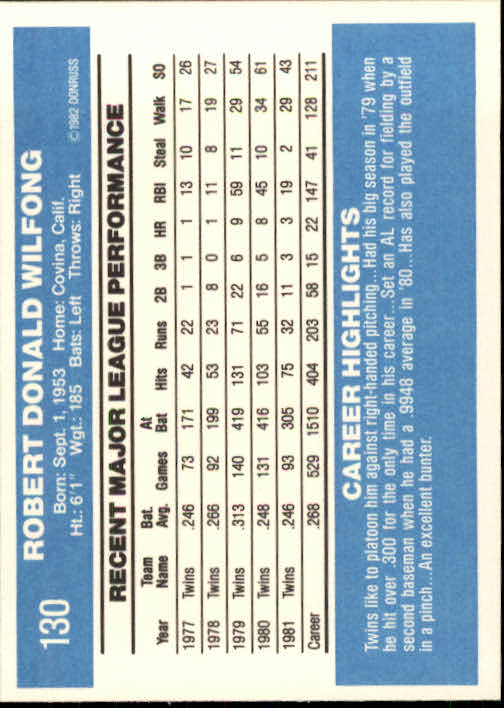 130
ROBERT DONALD WILFONG
Born: Sept. 1, 1953 Home: Covina, Calif.
Ht.: 6'1" Wgt.: 185 Bats: Left Throws: Right
©1982 DONRUSS
RECENT MAJOR LEAGUE PERFORMANCE
Year Team Name Bat. Avg. Games At Bat Hits Runs 2B 3B HR RBI Steal Walk SO
1977 Twins .246 73 171 42 22 1 1 1 13 10 17 26
1978 Twins .266 92 199 53 23 8 0 1 11 8 19 27
1979 Twins .313 140 419 131 71 22 6 9 59 11 29 54
1980 Twins .248 131 416 103 55 16 5 8 45 10 34 61
1981 Twins .246 93 305 75 32 11 3 3 19 2 29 43
Career .268 529 1510 404 203 58 15 22 147 41 128 211
CAREER HIGHLIGHTS
Twins like to platoon him against right-handed pitching...Had his big season in '79 when
he hit over .300 for the only time in his career...Set an AL record for fielding by a
second baseman when he had a .9948 average in '80...Has also played the outfield
in a pinch...An excellent bunter.